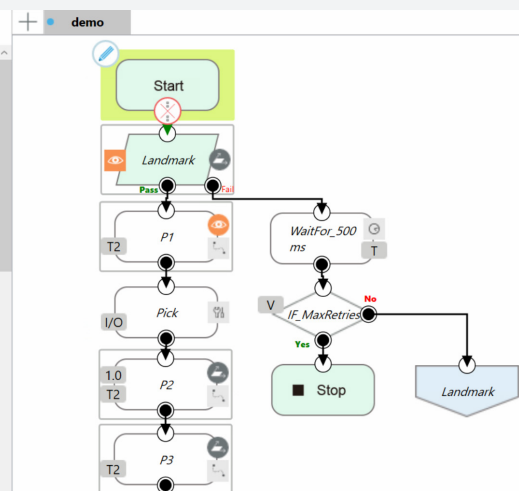 demo
Start
Landmark
Pass
Fail
P1
T2
WaitFor_500
ms
T
Pick
I/O
V
IF_MaxRetries
No
Yes
1.0
T2
P2
Stop
Landmark
P3
T2